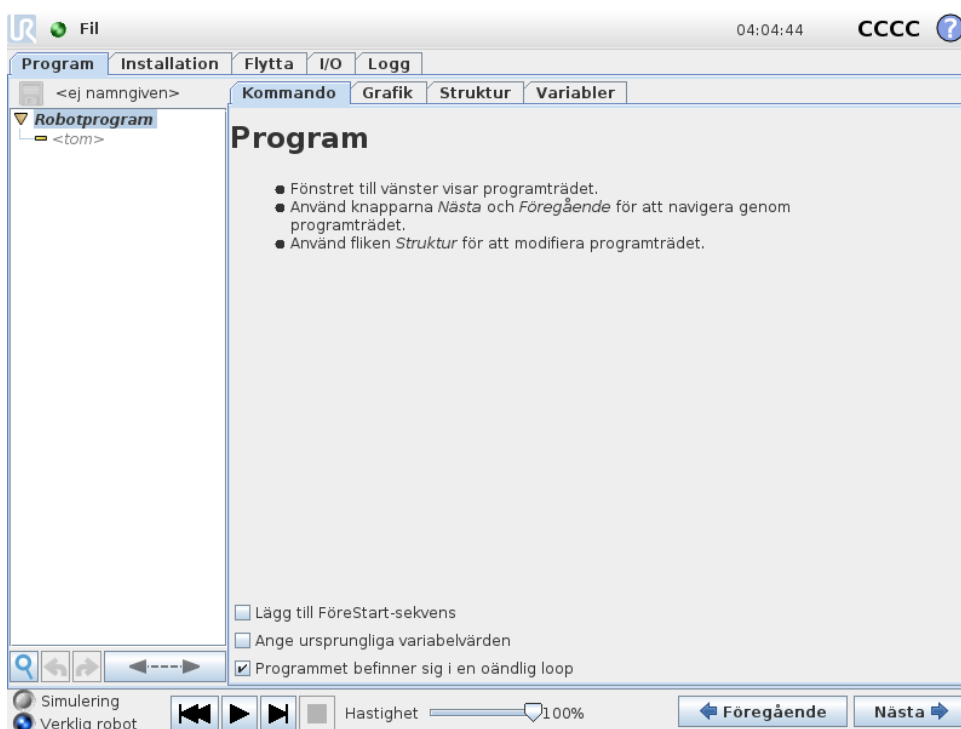 UR Fil 04:04:44 CCCC ?
Program Installation Flytta I/O Logg
<ej namngiven>
Kommando Grafik Struktur Variabler
Robotprogram
<tom>
Program
Fönstret till vänster visar programträdet.
Använd knapparna Nästa och Föregående för att navigera genom
programträdet.
Använd fliken Struktur för att modifiera programträdet.
Lägg till FöreStart-sekvens
Ange ursprungliga variabelvärden
Programmet befinner sig i en oändlig loop
Simulering
Verklig robot
Hastighet 100%
Föregående Nästa